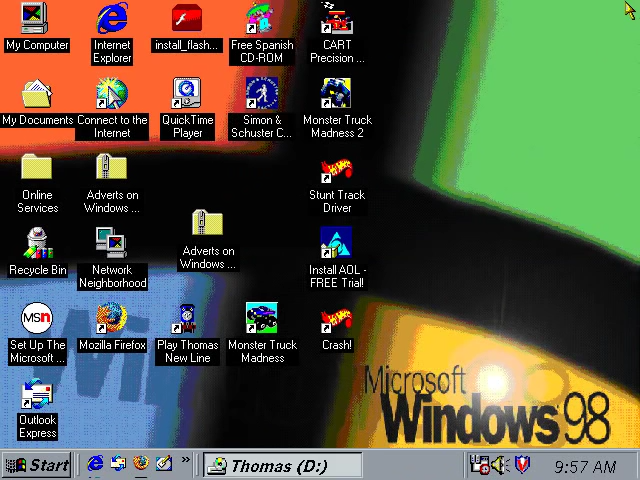 My Computer
Internet
Explorer
install_flash...
Free Spanish
CD-ROM
CART
Precision ...
My Documents
Connect to the
Internet
QuickTime
Player
Simon &
Schuster C...
Monster Truck
Madness 2
Online
Services
Adverts on
Windows ...
Adverts on
Windows ...
Stunt Track
Driver
Recycle Bin
Network
Neighborhood
Install AOL -
FREE Trial!
msn
Set Up The
Microsoft ...
Mozilla Firefox
Play Thomas
New Line
Monster Truck
Madness
Crash!
Outlook
Express
Microsoft
Windows 98
Start
»
Thomas (D:)
9:57 AM